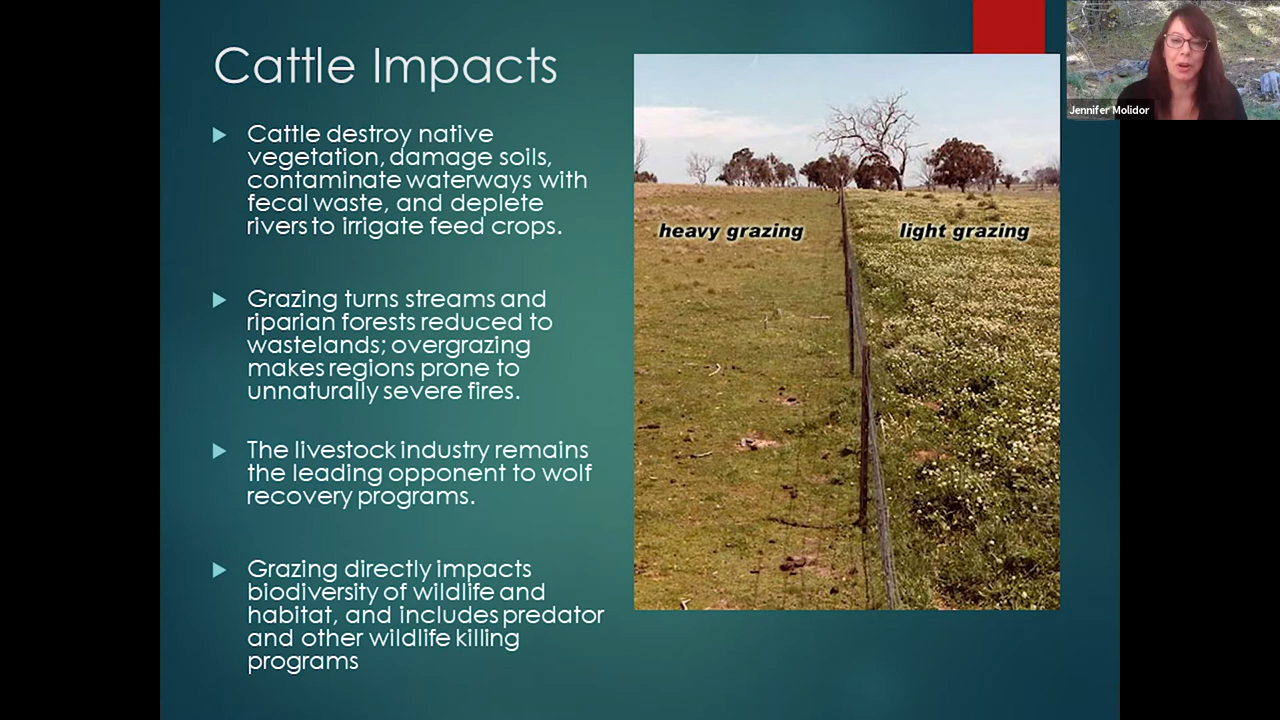 Cattle Impacts
Cattle destroy native
vegetation, damage soils,
contaminate waterways with
fecal waste, and deplete
rivers to irrigate feed crops.
Grazing turns streams and
riparian forests reduced to
wastelands; overgrazing
makes regions prone to
unnaturally severe fires.
The livestock industry remains
the leading opponent to wolf
recovery programs.
Grazing directly impacts
biodiversity of wildlife and
habitat, and includes predator
and other wildlife killing
programs
heavy grazing
light grazing
Jennifer Molidor